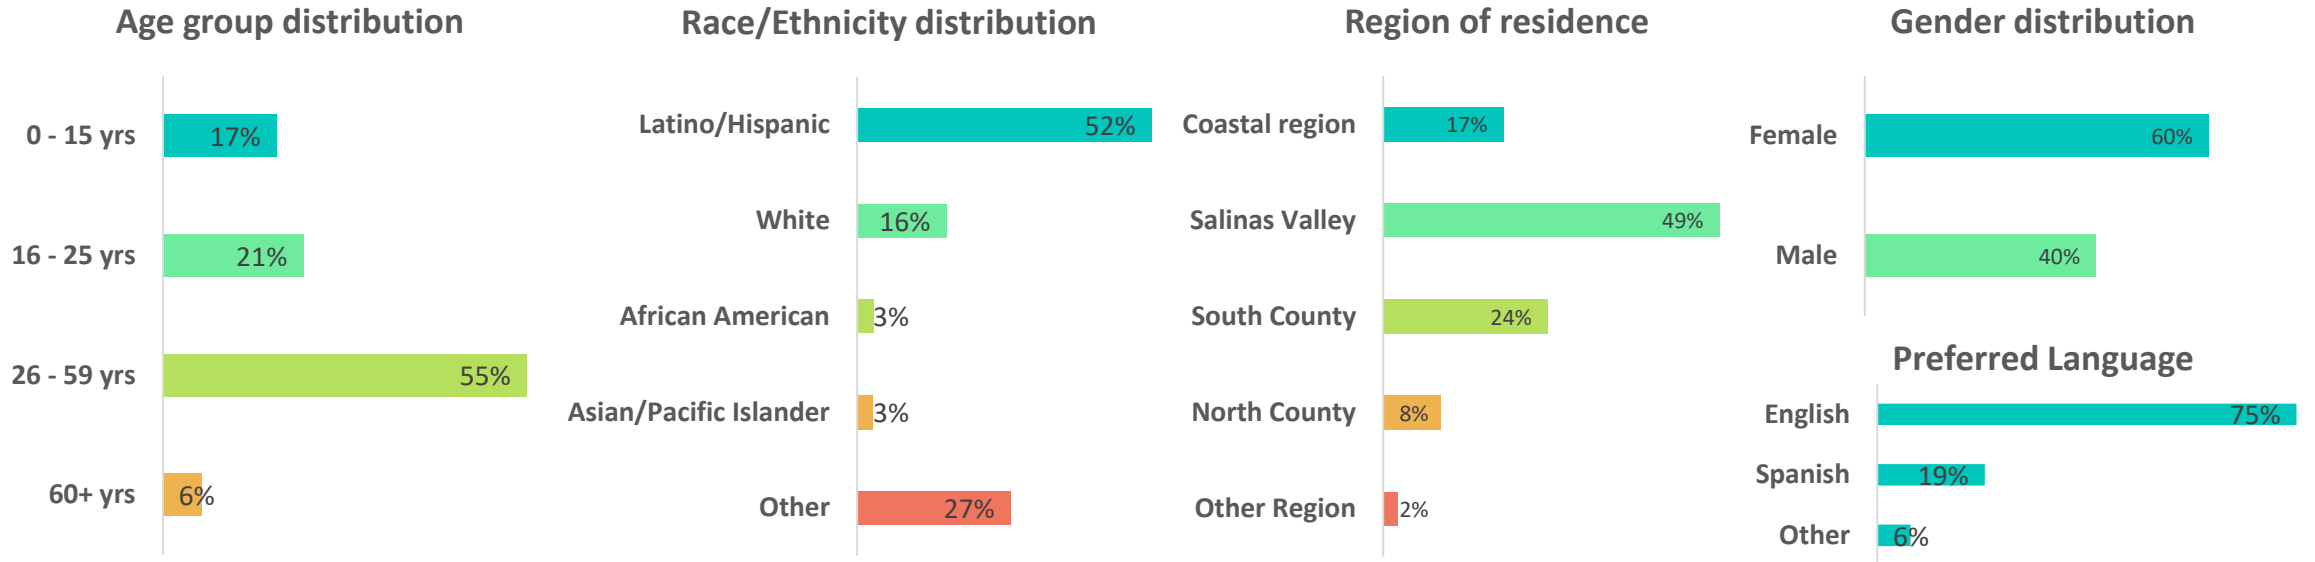 Age group distribution
0 - 15 yrs 17%
16 - 25 yrs 21%
26 - 59 yrs 55%
60+ yrs 6%
Race/Ethnicity distribution
Latino/Hispanic 52%
White 16%
African American 3%
Asian/Pacific Islander 3%
Other 27%
Region of residence
Coastal region 17%
Salinas Valley 49%
South County 24%
North County 8%
Other Region 2%
Gender distribution
Female 60%
Male 40%
Preferred Language
English 75%
Spanish 19%
Other 6%